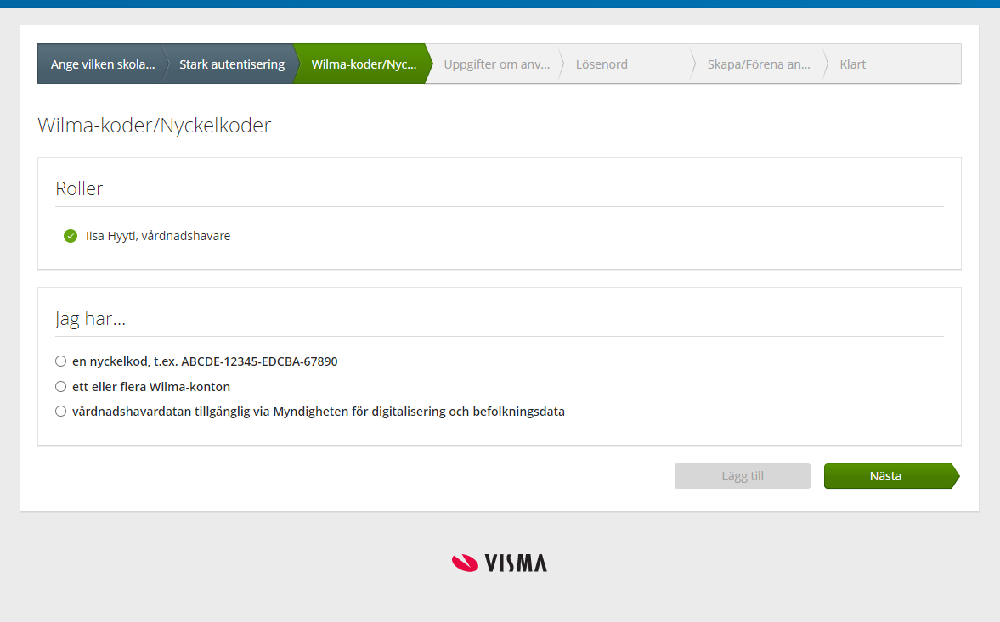 Ange vilken skola...
Stark autentisering
Wilma-koder/Nyc...
Uppgifter om anv...
Lösenord
Skapa/Förena an...
Klart
Wilma-koder/Nyckelkoder
Roller
Iisa Hyyti, vårdnadshavare
Jag har...
en nyckelkod, t.ex. ABCDE-12345-EDCBA-67890
ett eller flera Wilma-konton
vårdnadshavardatan tillgänglig via Myndigheten för digitalisering och befolkningsdata
Lägg till
Nästa
VISMA